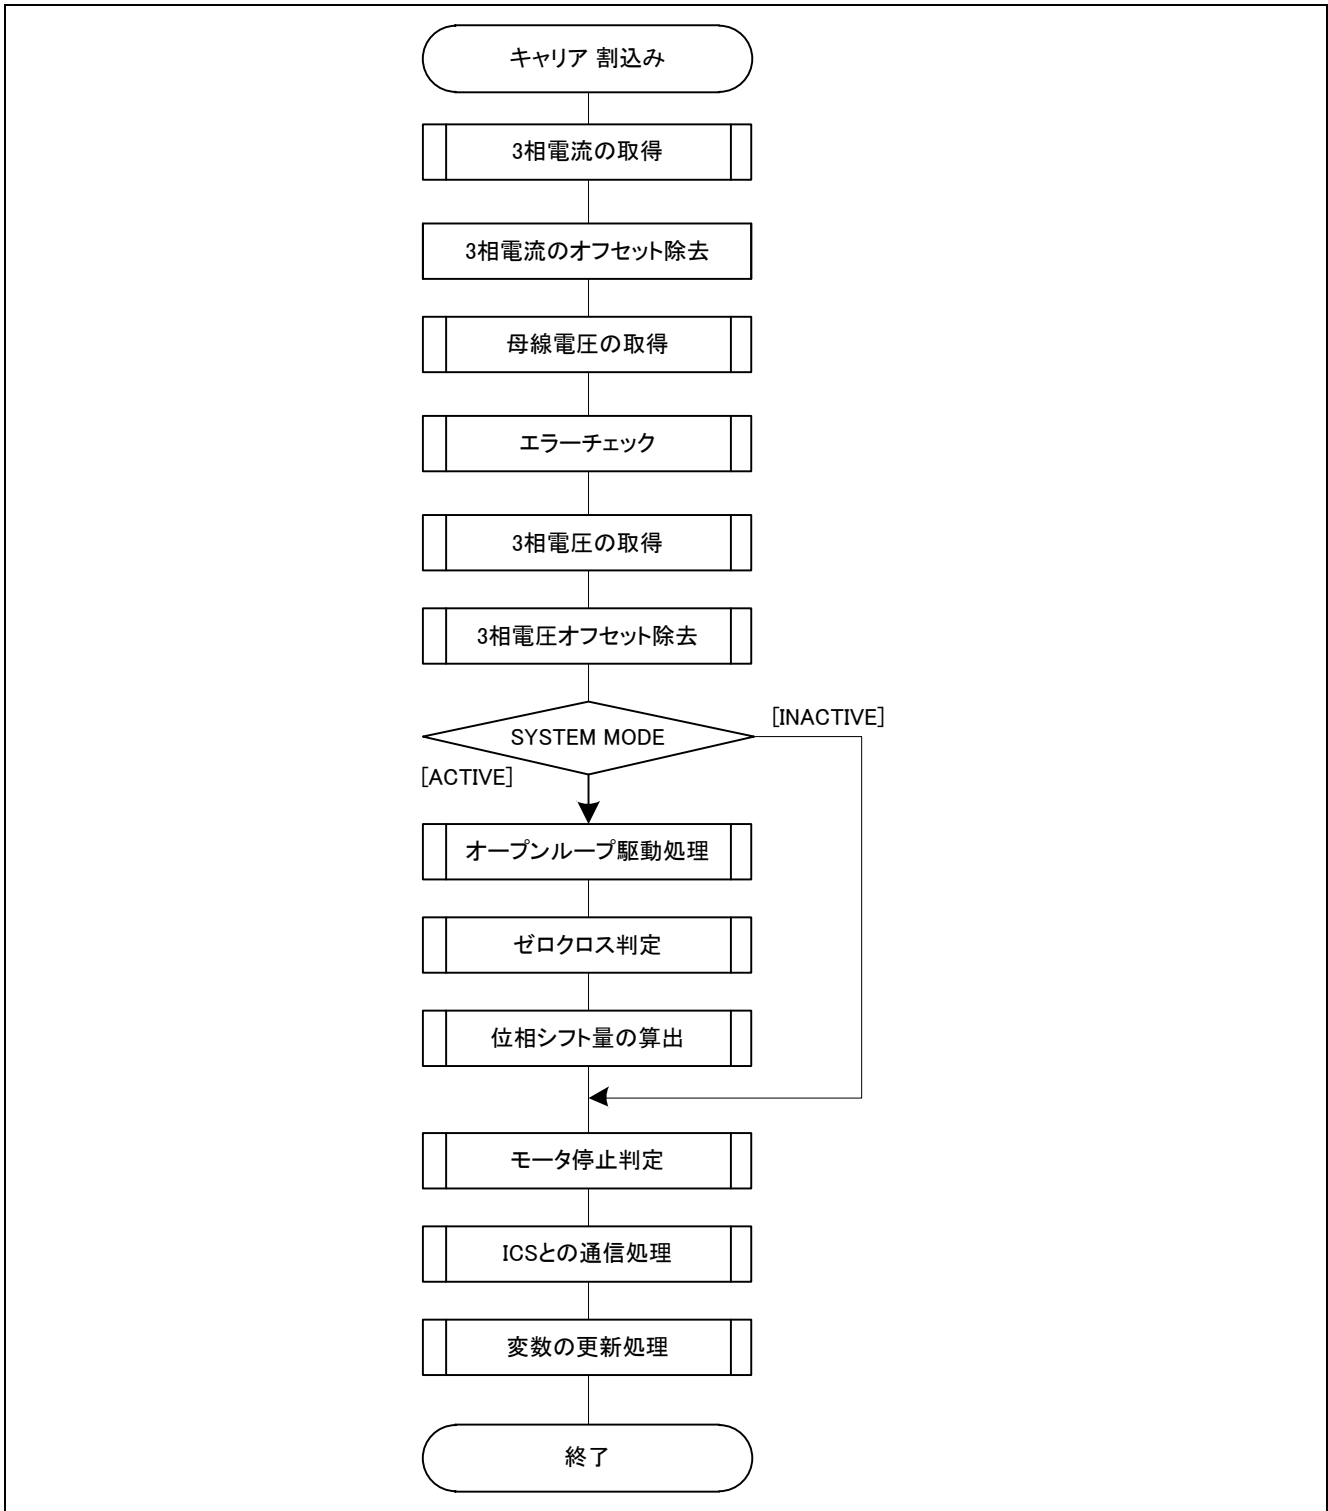 キャリア 割込み
3相電流の取得
3相電流のオフセット除去
母線電圧の取得
エラーチェック
3相電圧の取得
3相電圧オフセット除去
[INACTIVE]
SYSTEM MODE
[ACTIVE]
オープンループ駆動処理
ゼロクロス判定
位相シフト量の算出
モータ停止判定
ICSとの通信処理
変数の更新処理
終了